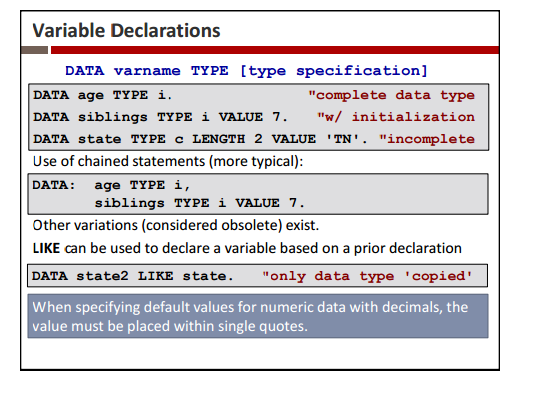 Variable Declarations
DATA varname TYPE [type specification]
DATA age TYPE i. "complete data type
DATA siblings TYPE i VALUE 7. "w/ initialization
DATA state TYPE c LENGTH 2 VALUE 'TN'. "incomplete
Use of chained statements (more typical):
DATA: age TYPE i,
siblings TYPE i VALUE 7.
Other variations (considered obsolete) exist.
LIKE can be used to declare a variable based on a prior declaration
DATA state2 LIKE state. "only data type 'copied'
When specifying default values for numeric data with decimals, the
value must be placed within single quotes.